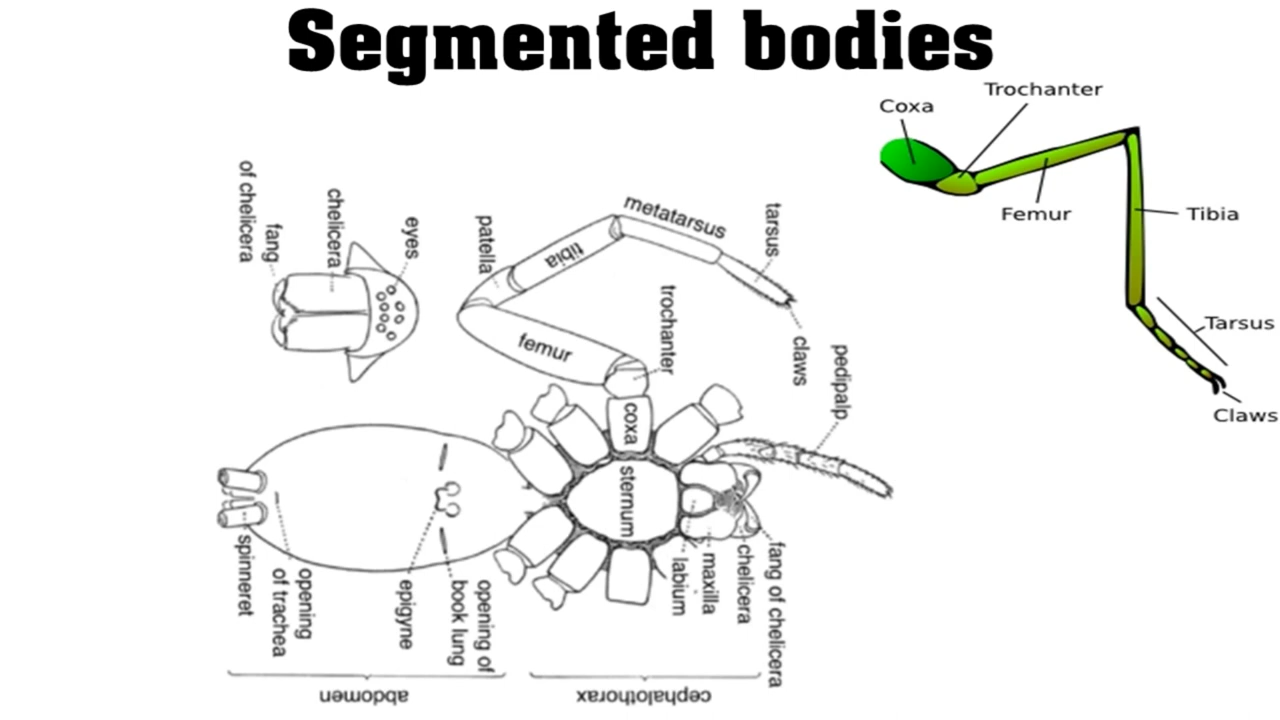 Segmented bodies
Coxa
Trochanter
Femur
Tibia
Tarsus
Claws
of chelicera
fang
chelicera
eyes
patella
tibia
metatarsus
tarsus
claws
femur
trochanter
coxa
sternum
pedipalp
fang of chelicera
chelicera
maxilla
labium
opening of
book lung
epigyne
opening
of trachea
spinneret
abdomen
cephalothorax